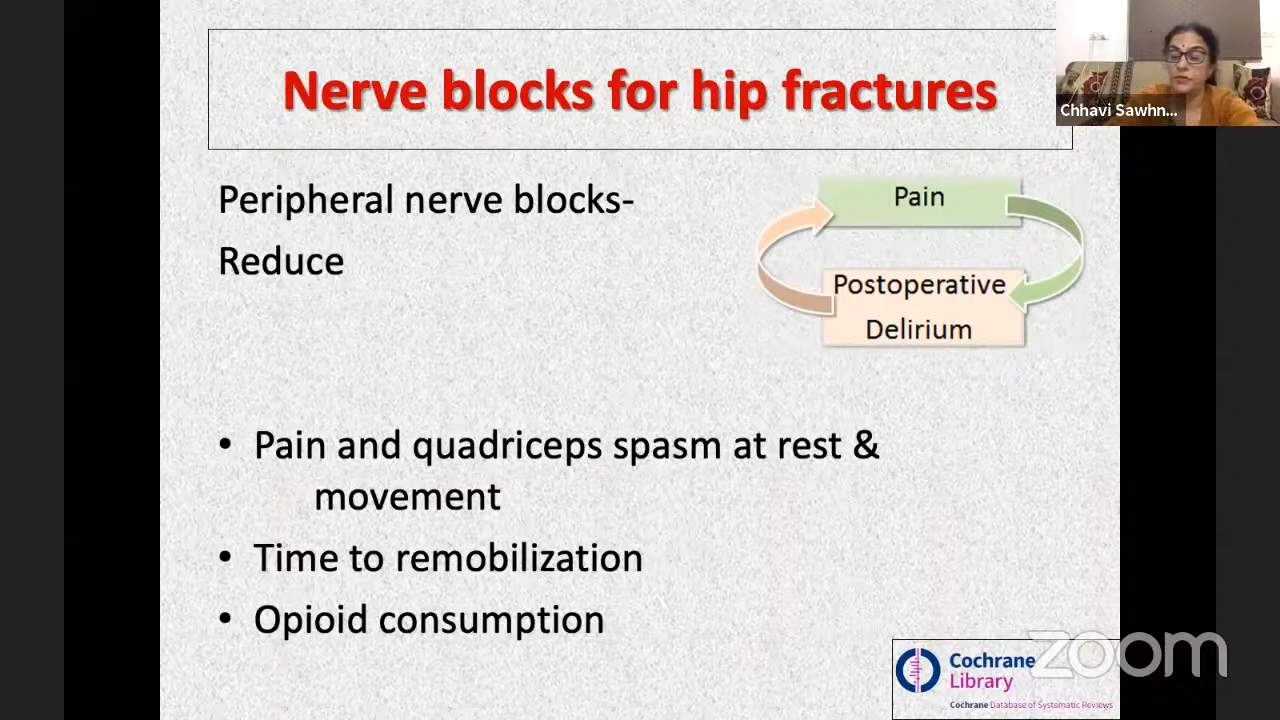 Nerve blocks for hip fractures
Chhavi Sawhn...
Peripheral nerve blocks-
Reduce
Pain
Postoperative
Delirium
• Pain and quadriceps spasm at rest &
movement
• Time to remobilization
• Opioid consumption
Cochrane
Library
Cochrane Database of Systematic Reviews
zoom